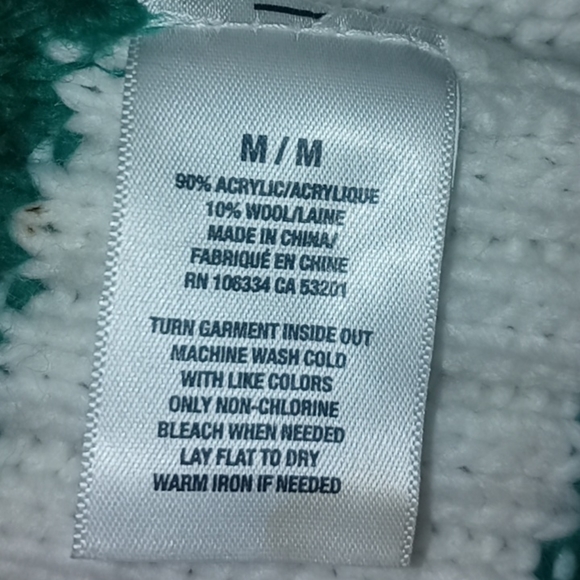 M / M
90% ACRYLIC/ACRYLIQUE
10% WOOL/LAINE
MADE IN CHINA/
FABRIQUÉ EN CHINE
RN 106334 CA 53201
TURN GARMENT INSIDE OUT
MACHINE WASH COLD
WITH LIKE COLORS
ONLY NON-CHLORINE
BLEACH WHEN NEEDED
LAY FLAT TO DRY
WARM IRON IF NEEDED